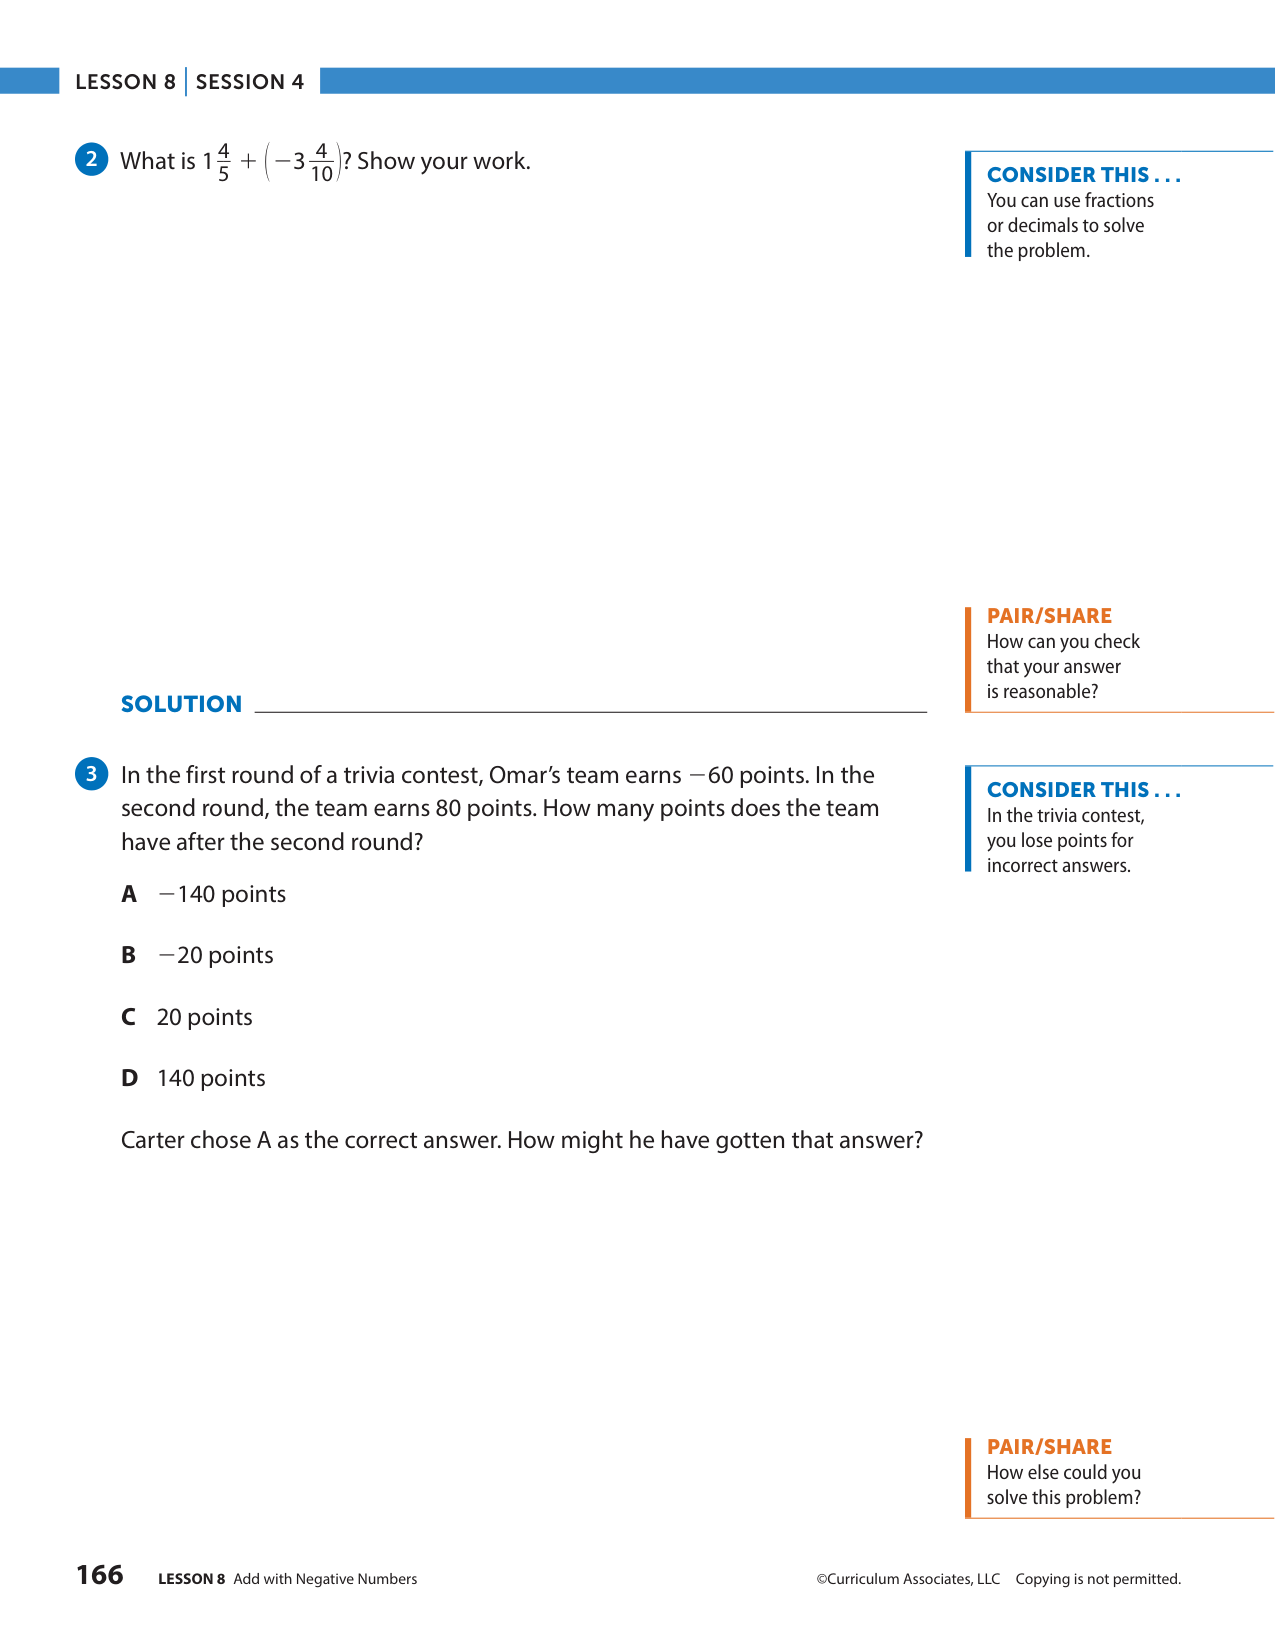 LESSON 8 | SESSION 4
2 What is 1 4/5 + (−3 4/10)? Show your work.
CONSIDER THIS . . .
You can use fractions
or decimals to solve
the problem.
PAIR/SHARE
How can you check
that your answer
is reasonable?
SOLUTION
3 In the first round of a trivia contest, Omar’s team earns −60 points. In the
second round, the team earns 80 points. How many points does the team
have after the second round?
CONSIDER THIS . . .
In the trivia contest,
you lose points for
incorrect answers.
A −140 points
B −20 points
C 20 points
D 140 points
Carter chose A as the correct answer. How might he have gotten that answer?
PAIR/SHARE
How else could you
solve this problem?
166 LESSON 8 Add with Negative Numbers ©Curriculum Associates, LLC Copying is not permitted.